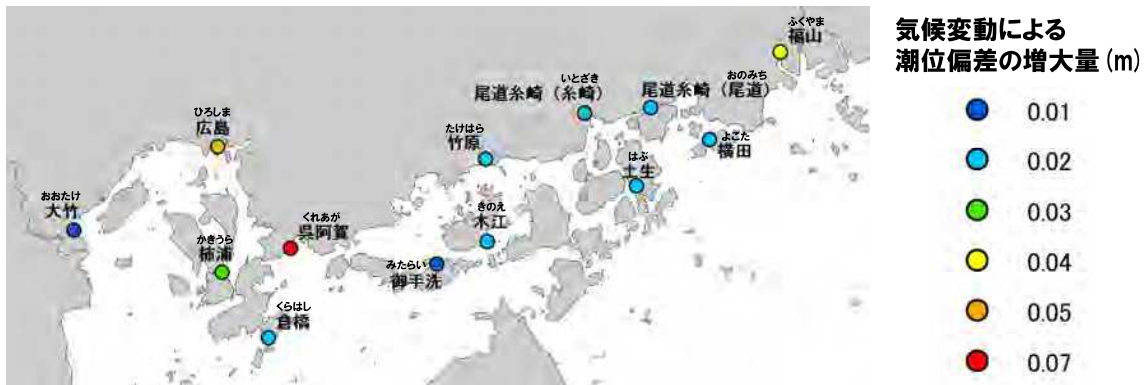 ふくやま
福山
いとざき
尾道糸崎（糸崎）
おのみち
尾道糸崎（尾道）
ひろしま
広島
たけはら
竹原
よこた
横田
はぶ
土生
おおたけ
大竹
きのえ
木江
くれあが
呉阿賀
かきうら
柿浦
みたらい
御手洗
くらはし
倉橋
気候変動による
潮位偏差の増大量 (m)
0.01
0.02
0.03
0.04
0.05
0.07